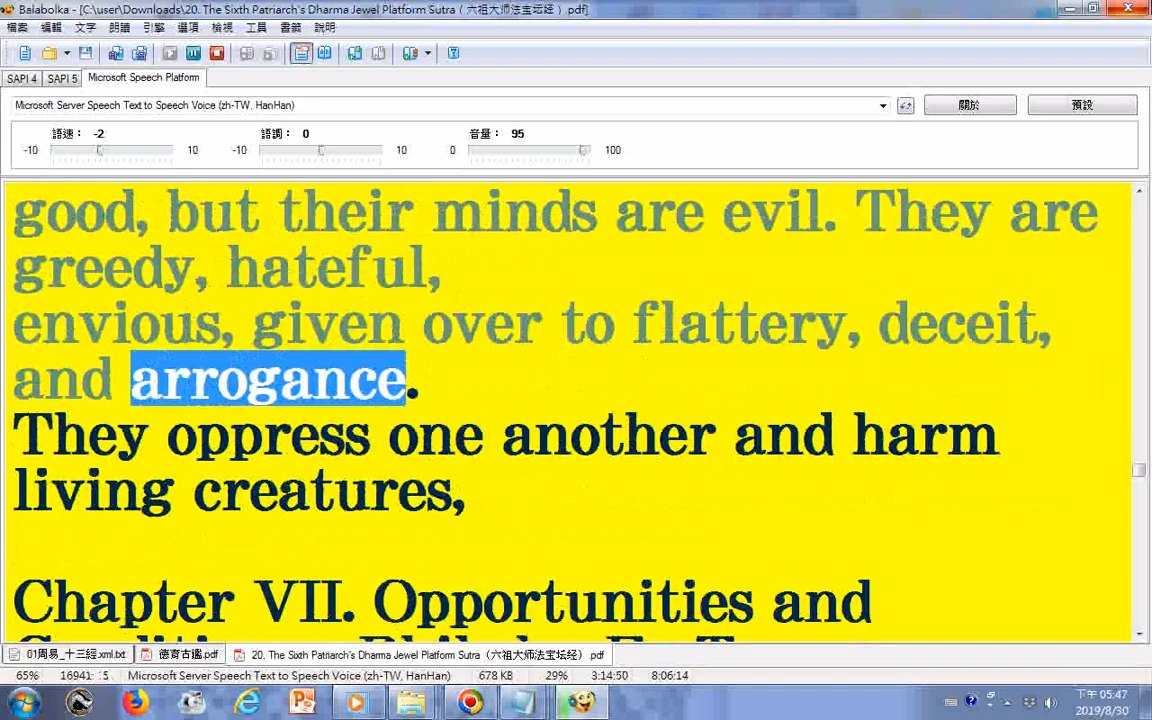 Balabolka - [C:\user\Downloads\20. The Sixth Patriarch's Dharma Jewel Platform Sutra（六祖大师法宝坛经）.pdf]
檔案 編輯 文字 朗讀 引擎 選項 檢視 工具 書籤 說明
SAPI 4 SAPI 5 Microsoft Speech Platform
Microsoft Server Speech Text to Speech Voice (zh-TW, HanHan) 關於 預設
語速： -2 語調： 0 音量： 95
-10 10 -10 10 0 100
good, but their minds are evil. They are
greedy, hateful,
envious, given over to flattery, deceit,
and arrogance.
They oppress one another and harm
living creatures,
Chapter VII. Opportunities and
01周易_十三經.xml.txt 德育古鑑.pdf 20. The Sixth Patriarch's Dharma Jewel Platform Sutra（六祖大师法宝坛经）.pdf
65% Microsoft Server Speech Text to Speech Voice (zh-TW, HanHan) 678 KB 29% 3:14:50 8:06:14
下午 05:47
2019/8/30